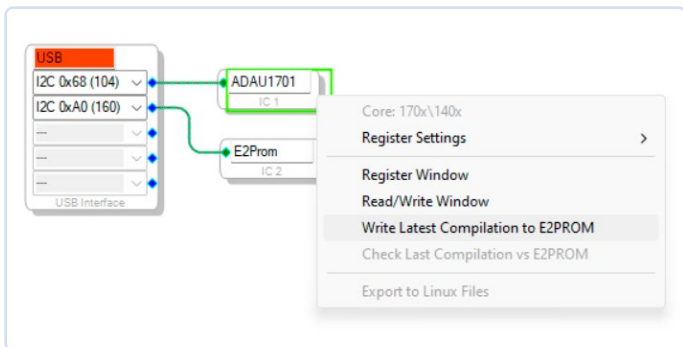 USB
I2C 0x68 (104)
I2C 0xA0 (160)
---
---
---
USB Interface
ADAU1701
IC 1
E2Prom
IC 2
Core: 170x\140x
Register Settings
Register Window
Read/Write Window
Write Latest Compilation to E2PROM
Check Last Compilation vs E2PROM
Export to Linux Files